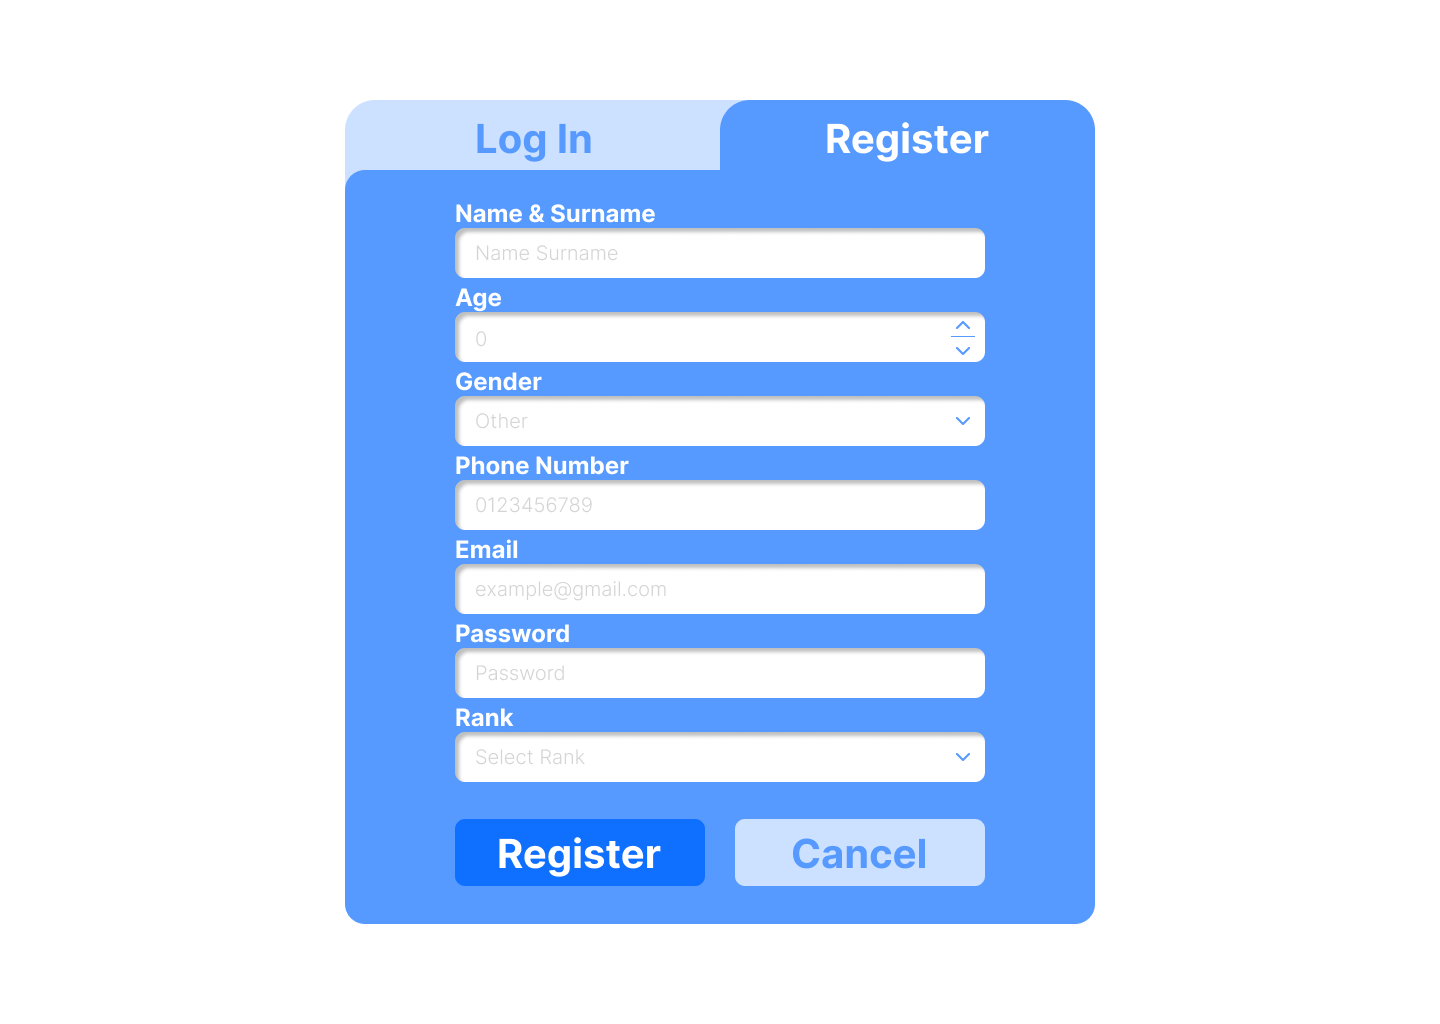 Log In
Register
Name & Surname
Name Surname
Age
0
Gender
Other
Phone Number
0123456789
Email
example@gmail.com
Password
Password
Rank
Select Rank
Register
Cancel